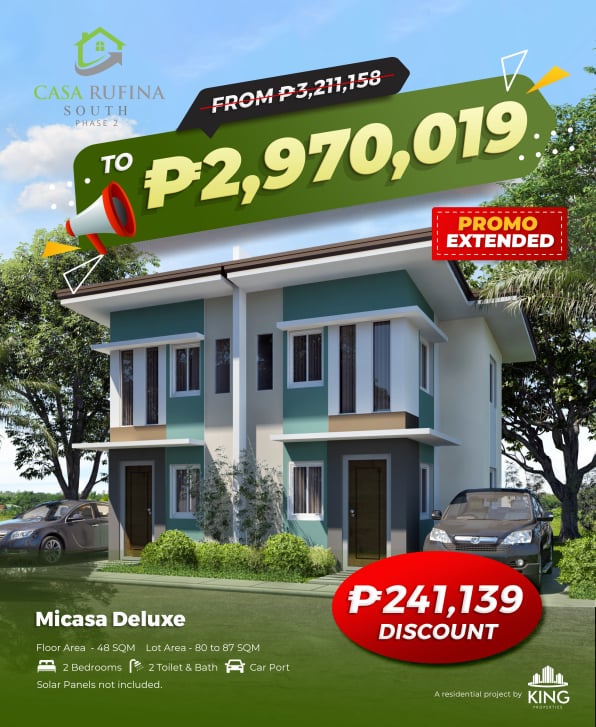 CASA RUFINA
SOUTH
PHASE 2
FROM ₱3,211,158
TO ₱2,970,019
PROMO
EXTENDED
₱241,139
DISCOUNT
Micasa Deluxe
Floor Area - 48 SQM Lot Area - 80 to 87 SQM
2 Bedrooms 2 Toilet & Bath Car Port
Solar Panels not included.
A residential project by
KING
PROPERTIES